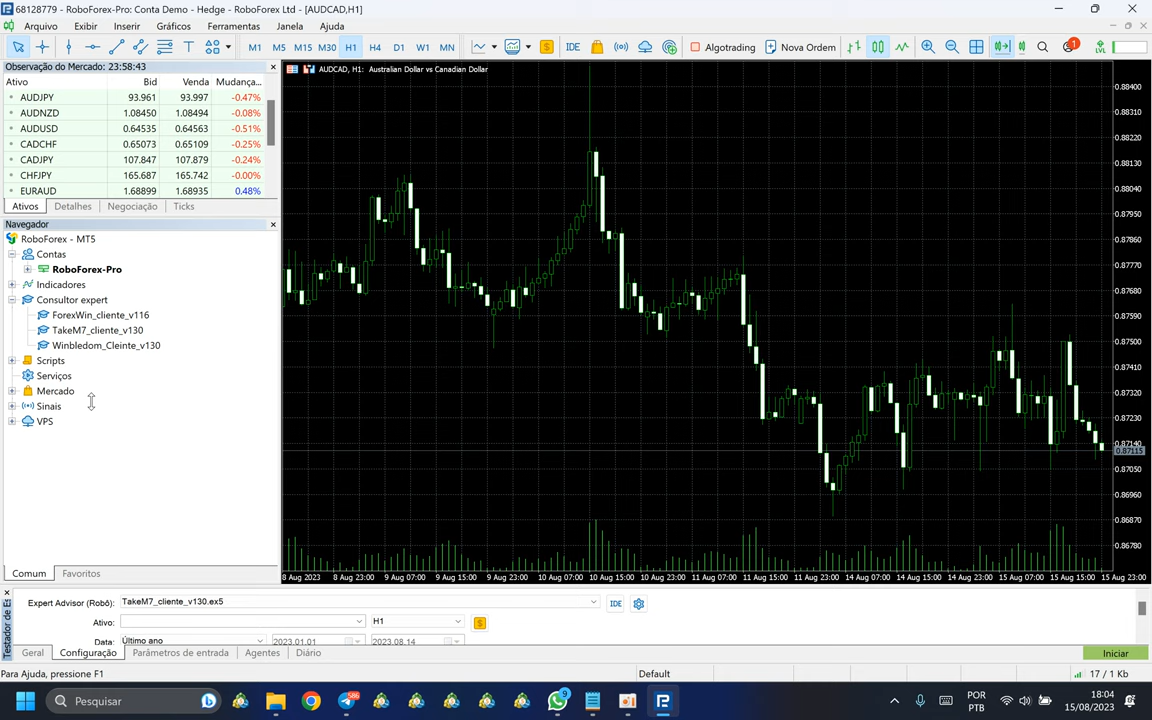 68128779 - RoboForex-Pro: Conta Demo - Hedge - RoboForex Ltd - [AUDCAD,H1]
Arquivo Exibir Inserir Gráficos Ferramentas Janela Ajuda
M1 M5 M15 M30 H1 H4 D1 W1 MN IDE Algotrading Nova Ordem 1 LVL
Observação do Mercado: 23:58:43
Ativo Bid Venda Mudança...
AUDJPY 93.961 93.997 -0.47%
AUDNZD 1.08450 1.08494 -0.08%
AUDUSD 0.64535 0.64563 -0.51%
CADCHF 0.65073 0.65109 -0.25%
CADJPY 107.847 107.879 -0.24%
CHFJPY 165.687 165.742 -0.00%
EURAUD 1.68899 1.68935 0.48%
Ativos Detalhes Negociação Ticks
Navegador
RoboForex - MT5
Contas
RoboForex-Pro
Indicadores
Consultor expert
ForexWin_cliente_v116
TakeM7_cliente_v130
Winbledom_Cleinte_v130
Scripts
Serviços
Mercado
Sinais
VPS
Comum Favoritos
AUDCAD, H1: Australian Dollar vs Canadian Dollar
0.88400
0.88310
0.88220
0.88130
0.88040
0.87950
0.87860
0.87770
0.87680
0.87590
0.87500
0.87410
0.87320
0.87230
0.87140
0.87115
0.87050
0.86960
0.86870
0.86780
8 Aug 2023 8 Aug 23:00 9 Aug 07:00 9 Aug 15:00 9 Aug 23:00 10 Aug 07:00 10 Aug 15:00 10 Aug 23:00 11 Aug 07:00 11 Aug 15:00 11 Aug 23:00 14 Aug 07:00 14 Aug 15:00 14 Aug 23:00 15 Aug 07:00 15 Aug 15:00 15 Aug 23:00
Expert Advisor (Robô): TakeM7_cliente_v130.ex5 IDE
Ativo: H1
Data: Último ano 2023.01.01 2023.08.14
Geral Configuração Parâmetros de entrada Agentes Diário Iniciar
Para Ajuda, pressione F1 Default 17 / 1 Kb
Pesquisar 586 9 POR 18:04
PTB 15/08/2023